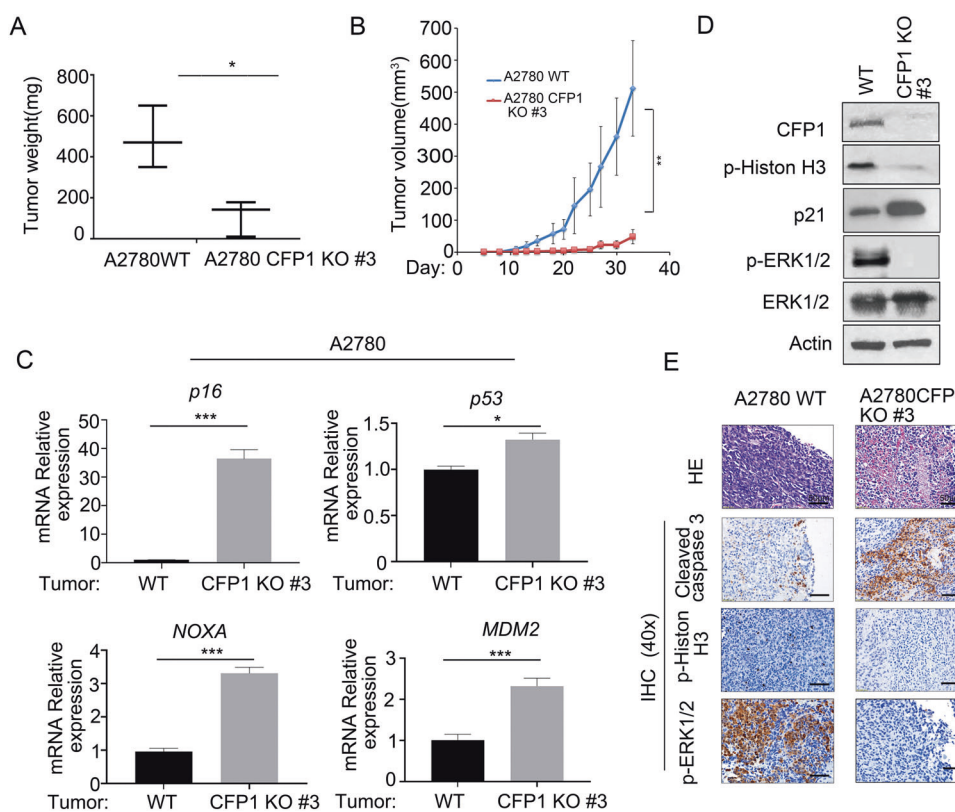 A
Tumor weight(mg)
800
600
400
200
0
*
A2780WT
A2780 CFP1 KO #3
B
Tumor volume(mm³)
700
600
500
400
300
200
100
0
A2780 WT
A2780 CFP1
KO #3
**
Day: 0 10 20 30 40
C
A2780
p16
mRNA Relative
expression
50
40
30
20
10
0
***
Tumor: WT CFP1 KO #3
p53
mRNA Relative
expression
1.5
1.0
0.5
0
*
Tumor: WT CFP1 KO #3
NOXA
mRNA Relative
expression
4
3
2
1
0
***
WT CFP1 KO #3
MDM2
mRNA Relative
expression
3
2
1
0
***
WT CFP1 KO #3
D
WT
CFP1 KO
#3
CFP1
p-Histon H3
p21
p-ERK1/2
ERK1/2
Actin
E
A2780 WT
A2780CFP
KO #3
HE
IHC (40x)
Cleaved
caspase 3
p-Histon
H3
p-ERK1/2